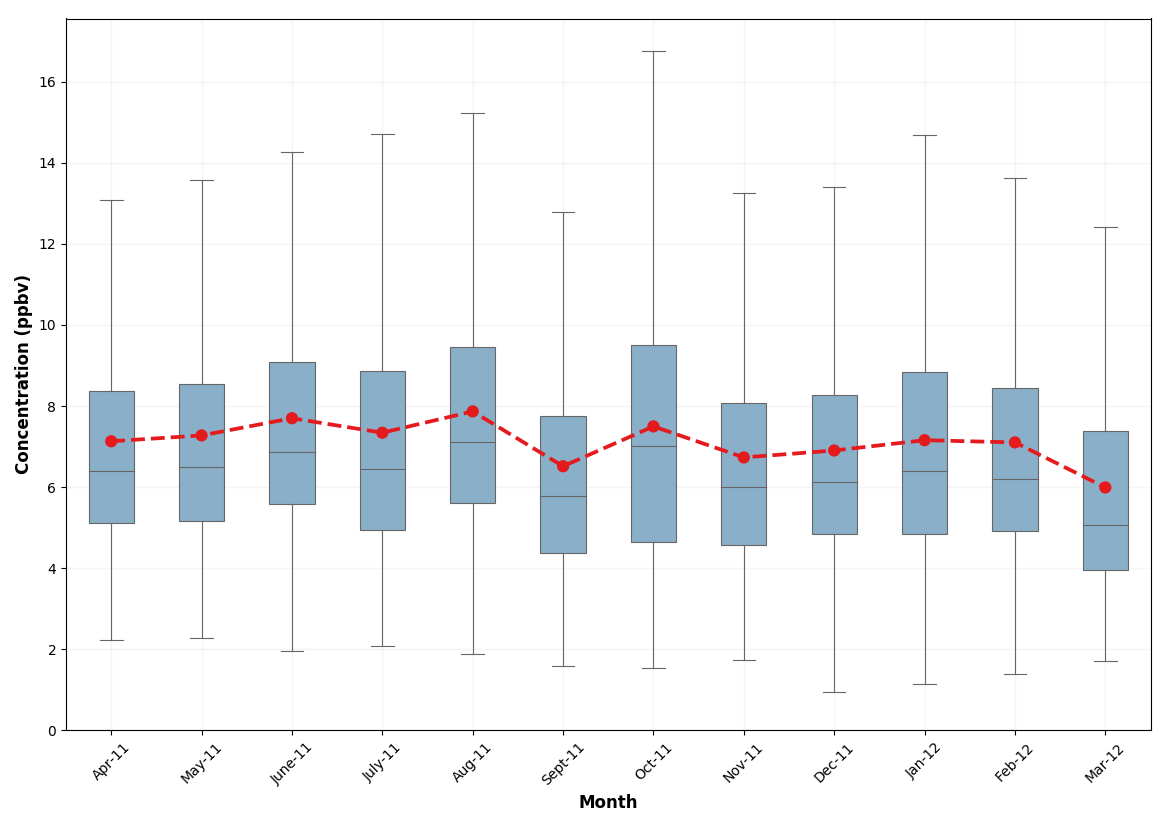 Concentration (ppbv)
16
14
12
10
8
6
4
2
0
Apr-11
May-11
June-11
July-11
Aug-11
Sept-11
Oct-11
Nov-11
Dec-11
Jan-12
Feb-12
Mar-12
Month